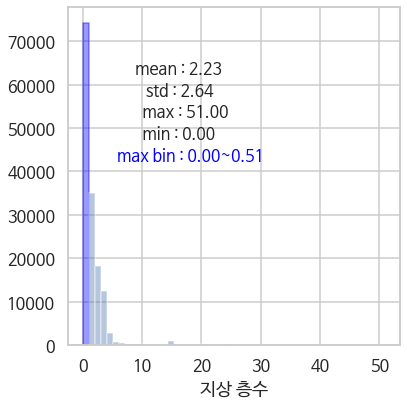 70000
60000
50000
40000
30000
20000
10000
0
mean : 2.23
std : 2.64
max : 51.00
min : 0.00
max bin : 0.00~0.51
0 10 20 30 40 50
지상 층수